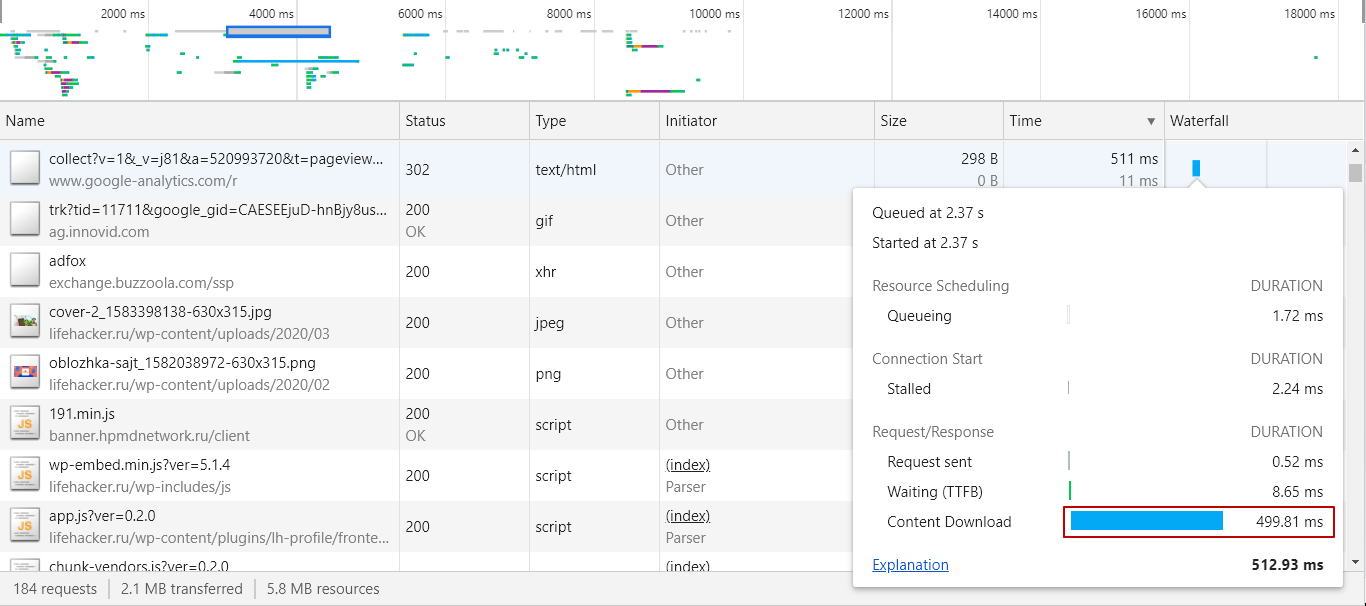 2000 ms 4000 ms 6000 ms 8000 ms 10000 ms 12000 ms 14000 ms 16000 ms 18000 ms
Name Status Type Initiator Size Time ▼ Waterfall
collect?v=1&_v=j81&a=520993720&t=pageview...
www.google-analytics.com/r
302 text/html Other 298 B 511 ms
0 B 11 ms
trk?tid=11711&google_gid=CAESEEjuD-hnBjy8us...
ag.innovid.com
200
OK
gif Other
adfox
exchange.buzzoola.com/ssp
200 xhr Other
cover-2_1583398138-630x315.jpg
lifehacker.ru/wp-content/uploads/2020/03
200 jpeg Other
oblozhka-sajt_1582038972-630x315.png
lifehacker.ru/wp-content/uploads/2020/02
200 png Other
JS
191.min.js
banner.hpmdnetwork.ru/client
200
OK
script Other
JS
wp-embed.min.js?ver=5.1.4
lifehacker.ru/wp-includes/js
200 script (index)
Parser
JS
app.js?ver=0.2.0
lifehacker.ru/wp-content/plugins/lh-profile/fronte...
200 script (index)
Parser
chunk-vendors.js?ver=0.2.0
(index)
Queued at 2.37 s
Started at 2.37 s
Resource Scheduling DURATION
Queueing 1.72 ms
Connection Start DURATION
Stalled 2.24 ms
Request/Response DURATION
Request sent 0.52 ms
Waiting (TTFB) 8.65 ms
Content Download 499.81 ms
Explanation 512.93 ms
184 requests 2.1 MB transferred 5.8 MB resources